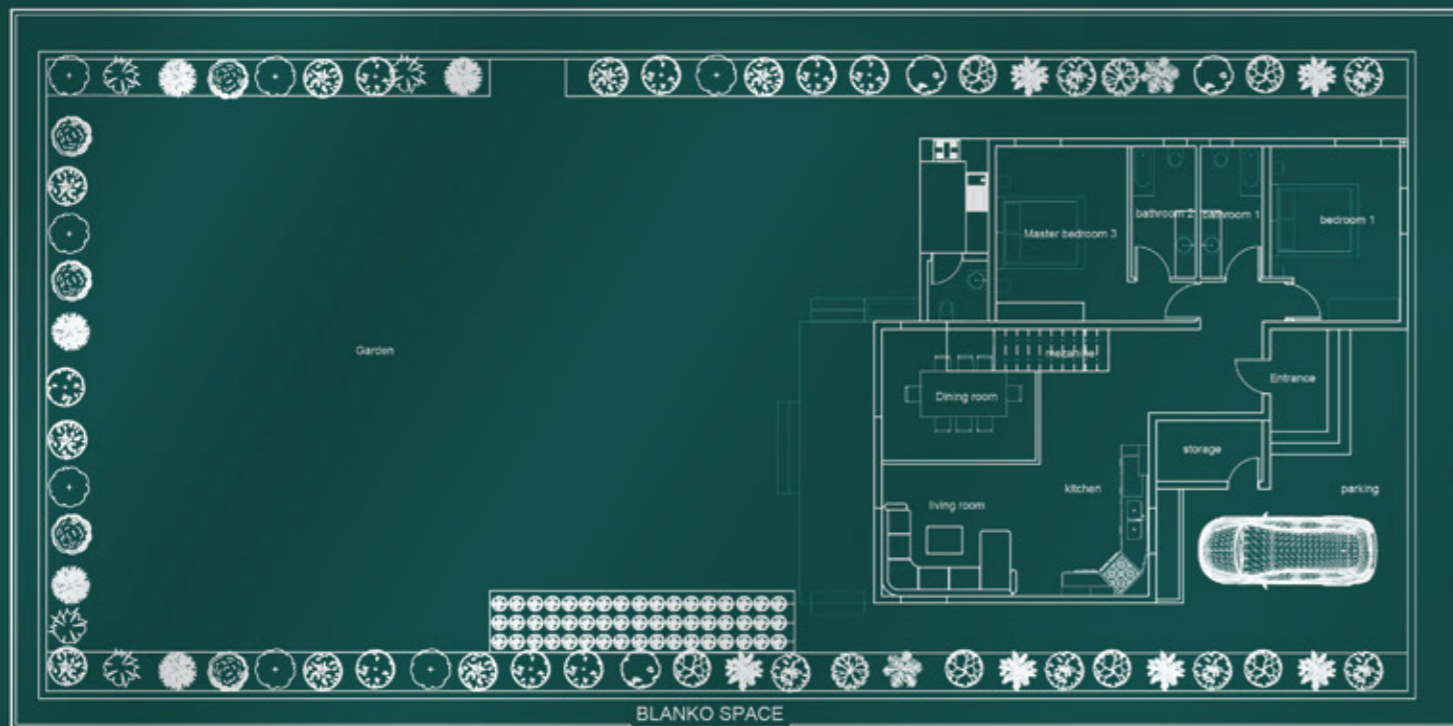 bathroom 2
bathroom 1
bedroom 1
Master bedroom 3
Garden
Entrance
Dining room
storage
kitchen
parking
living room
BLANKO SPACE